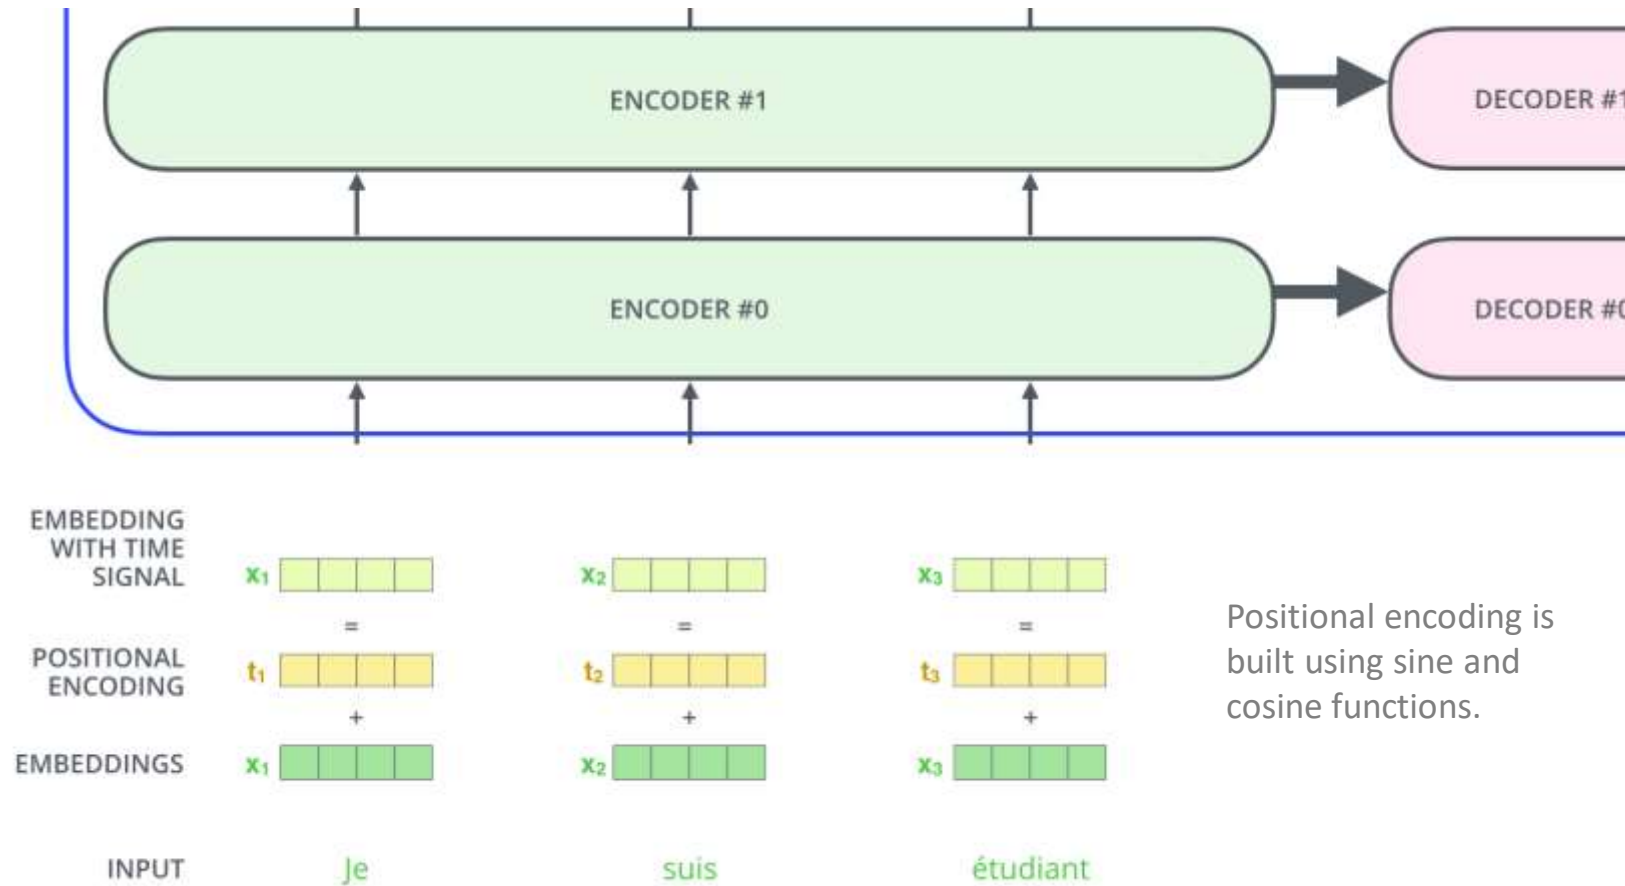 ENCODER #1
DECODER #1
ENCODER #0
DECODER #0
EMBEDDING
WITH TIME
SIGNAL
x₁
x₂
x₃
= = =
POSITIONAL
ENCODING
t₁
t₂
t₃
+ + +
EMBEDDINGS
x₁
x₂
x₃
Positional encoding is
built using sine and
cosine functions.
INPUT
Je
suis
étudiant